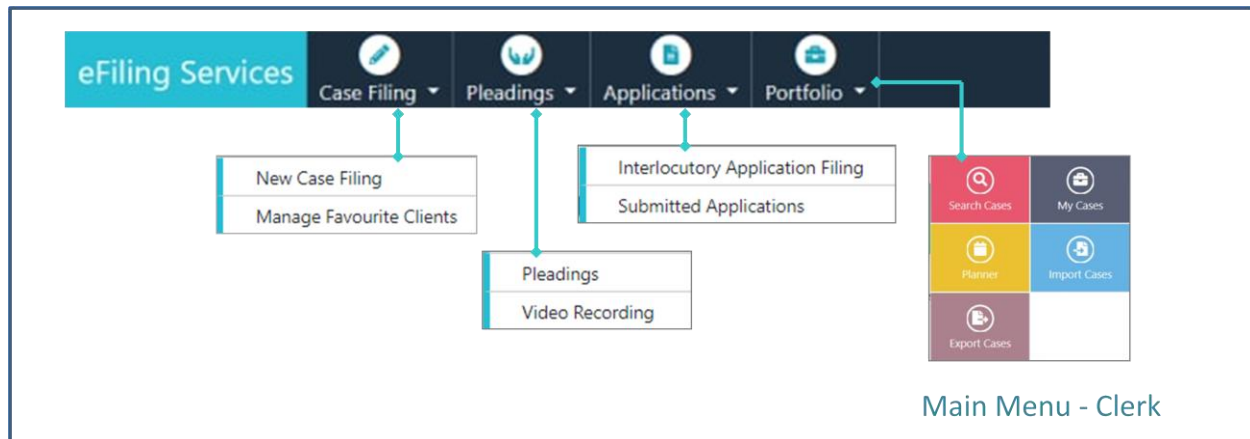 eFiling Services
Case Filing
Pleadings
Applications
Portfolio
New Case Filing
Manage Favourite Clients
Pleadings
Video Recording
Interlocutory Application Filing
Submitted Applications
Search Cases
My Cases
Planner
Import Cases
Export Cases
Main Menu - Clerk